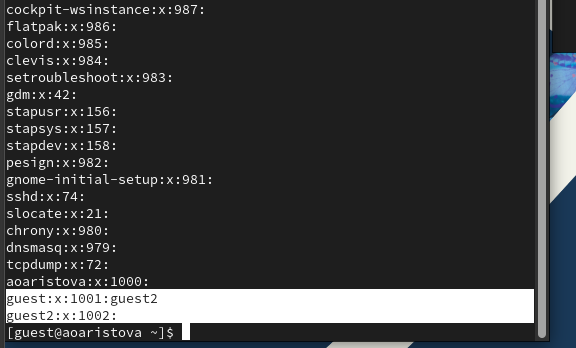 cockpit-wsinstance:x:987:
flatpak:x:986:
colord:x:985:
clevis:x:984:
setroubleshoot:x:983:
gdm:x:42:
stapusr:x:156:
stapsys:x:157:
stapdev:x:158:
pesign:x:982:
gnome-initial-setup:x:981:
sshd:x:74:
slocate:x:21:
chrony:x:980:
dnsmasq:x:979:
tcpdump:x:72:
aoaristova:x:1000:
guest:x:1001:guest2
guest2:x:1002:
[guest@aoaristova ~]$